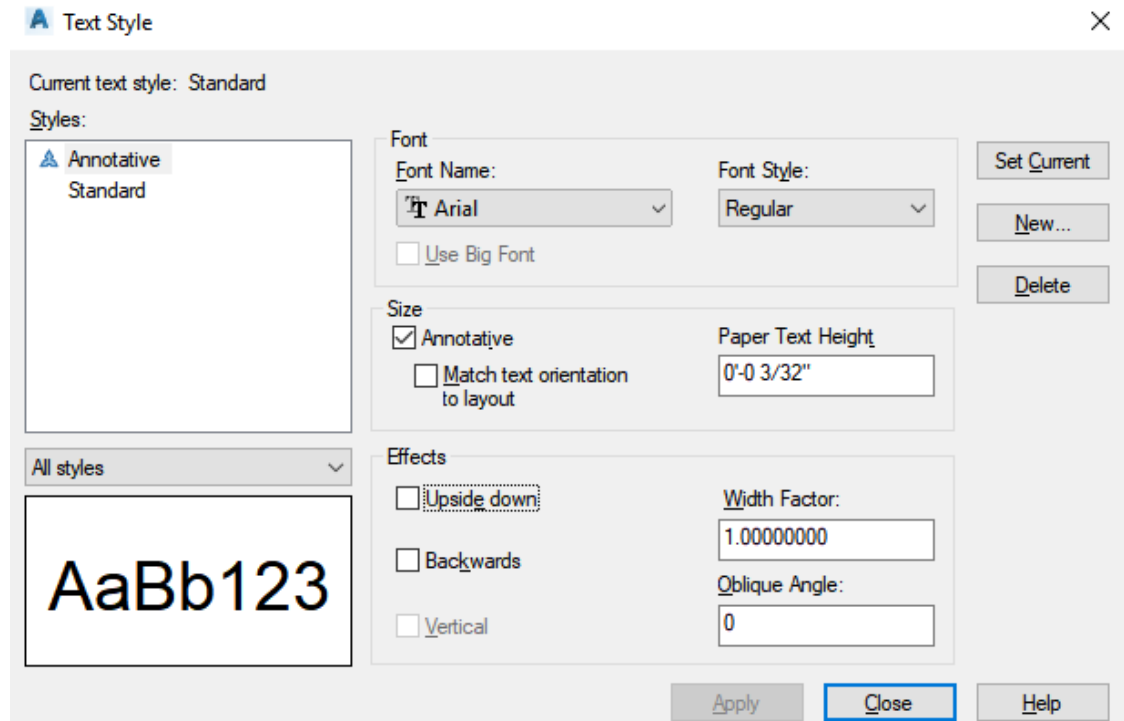 Text Style
Current text style: Standard
Styles:
Annotative
Standard
All styles
AaBb123
Font
Font Name:
Font Style:
Arial
Regular
Use Big Font
Size
Annotative
Paper Text Height
Match text orientation
to layout
0'-0 3/32"
Effects
Upside down
Width Factor:
1.00000000
Backwards
Oblique Angle:
Vertical
0
Set Current
New...
Delete
Apply
Close
Help